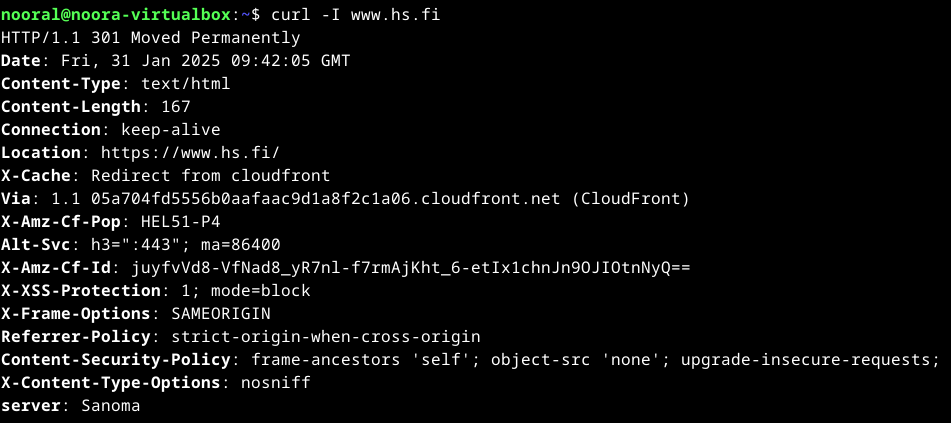 nooral@noora-virtualbox:~$ curl -I www.hs.fi
HTTP/1.1 301 Moved Permanently
Date: Fri, 31 Jan 2025 09:42:05 GMT
Content-Type: text/html
Content-Length: 167
Connection: keep-alive
Location: https://www.hs.fi/
X-Cache: Redirect from cloudfront
Via: 1.1 05a704fd5556b0aafaac9d1a8f2c1a06.cloudfront.net (CloudFront)
X-Amz-Cf-Pop: HEL51-P4
Alt-Svc: h3=":443"; ma=86400
X-Amz-Cf-Id: juyfvVd8-VfNad8_yR7nl-f7rmAjKht_6-etIx1chnJn9OJIOtnNyQ==
X-XSS-Protection: 1; mode=block
X-Frame-Options: SAMEORIGIN
Referrer-Policy: strict-origin-when-cross-origin
Content-Security-Policy: frame-ancestors 'self'; object-src 'none'; upgrade-insecure-requests;
X-Content-Type-Options: nosniff
server: Sanoma